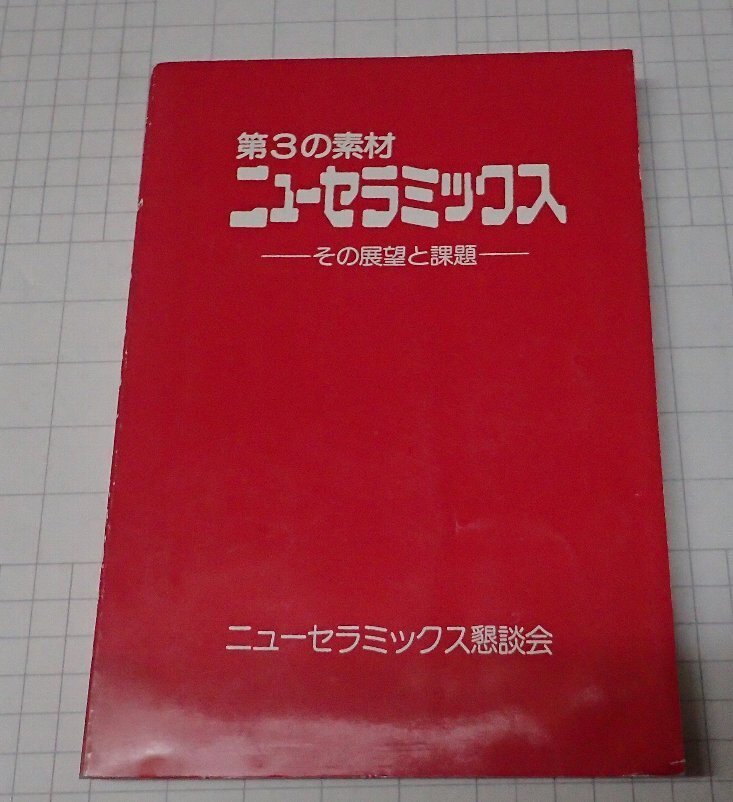 第3の素材
ニューセラミックス
―その展望と課題―
ニューセラミックス懇談会